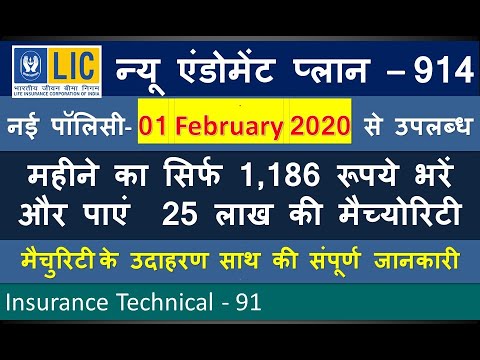 LIC न्यू एंडोमेंट प्लान – 914
भारतीय जीवन बीमा निगम
LIFE INSURANCE CORPORATION OF INDIA
नई पॉलिसी- 01 February 2020 से उपलब्ध
महीने का सिर्फ 1,186 रूपये भरें
और पाएं 25 लाख की मैच्योरिटी
मैचुरिटी के उदाहरण साथ की संपूर्ण जानकारी
Insurance Technical - 91